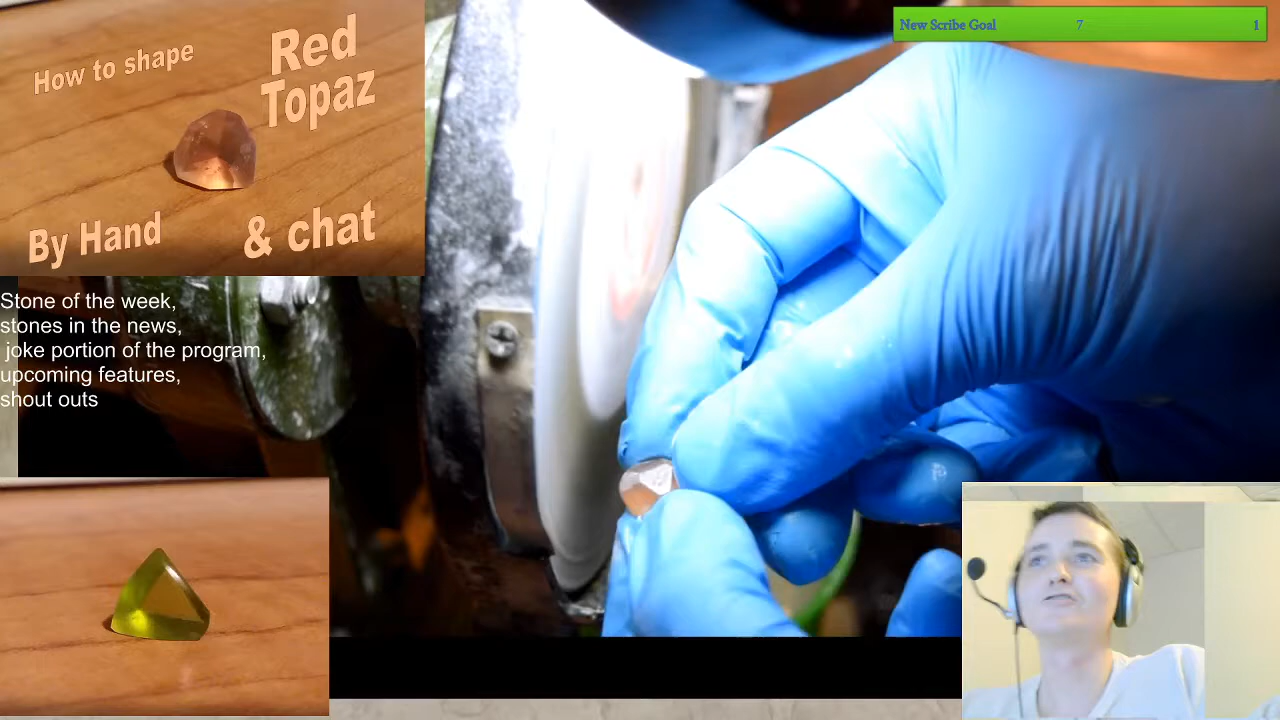 How to shape
Red
Topaz
By Hand
& chat
New Scribe Goal 7 1
Stone of the week,
stones in the news,
joke portion of the program,
upcoming features,
shout outs